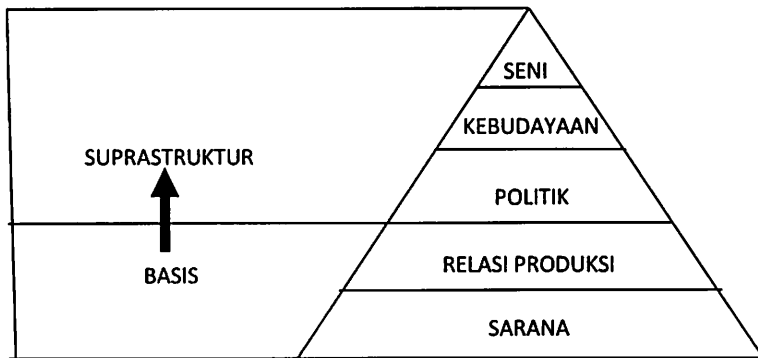 SENI
KEBUDAYAAN
SUPRASTRUKTUR
POLITIK
RELASI PRODUKSI
BASIS
SARANA